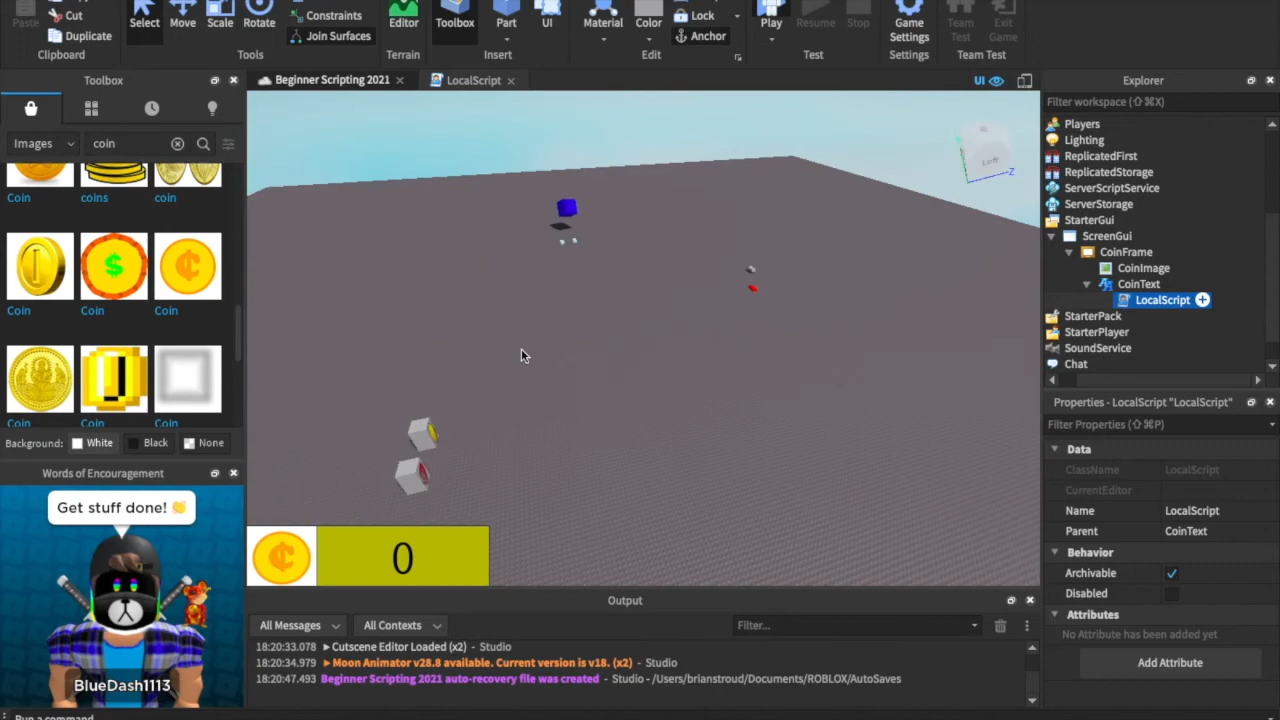 Paste
Cut
Duplicate
Clipboard
Select
Move
Scale
Rotate
Constraints
Join Surfaces
Tools
Editor
Terrain
Toolbox
Part
UI
Insert
Material
Color
Lock
Anchor
Edit
Play
Resume
Stop
Test
Game
Settings
Settings
Team
Test
Exit
Game
Team Test
Toolbox
Images
coin
Coin
coins
coin
Coin
Coin
Coin
Coin
Coin
Coin
Background:
White
Black
None
Words of Encouragement
Get stuff done! 👏
BlueDash1113
Beginner Scripting 2021
LocalScript
UI
Left
Z
0
Output
All Messages
All Contexts
Filter...
18:20:33.078 ►Cutscene Editor Loaded (x2) - Studio
18:20:34.979 ►Moon Animator v28.8 available. Current version is v18. (x2) - Studio
18:20:47.493 Beginner Scripting 2021 auto-recovery file was created - Studio - /Users/brianstroud/Documents/ROBLOX/AutoSaves
Explorer
Filter workspace (⇧⌘X)
Players
Lighting
ReplicatedFirst
ReplicatedStorage
ServerScriptService
ServerStorage
StarterGui
ScreenGui
CoinFrame
CoinImage
CoinText
LocalScript
StarterPack
StarterPlayer
SoundService
Chat
Properties - LocalScript "LocalScript"
Filter Properties (⇧⌘P)
Data
ClassName LocalScript
CurrentEditor
Name LocalScript
Parent CoinText
Behavior
Archivable
Disabled
Attributes
No Attribute has been added yet
Add Attribute
Run a command